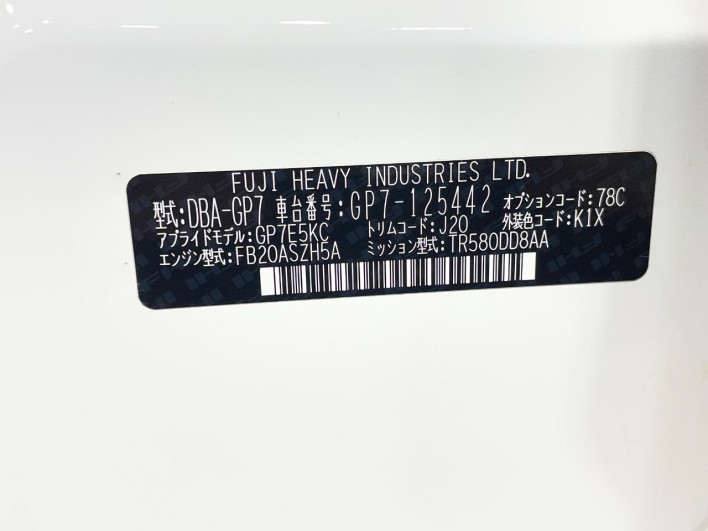 FUJI HEAVY INDUSTRIES LTD.
型式:DBA-GP7 車台番号:GP7-125442 オプションコード:78C
アプライドモデル:GP7E5KC トリムコード:J20 外装色コード:K1X
エンジン型式:FB20ASZH5A ミッション型式:TR580DD8AA